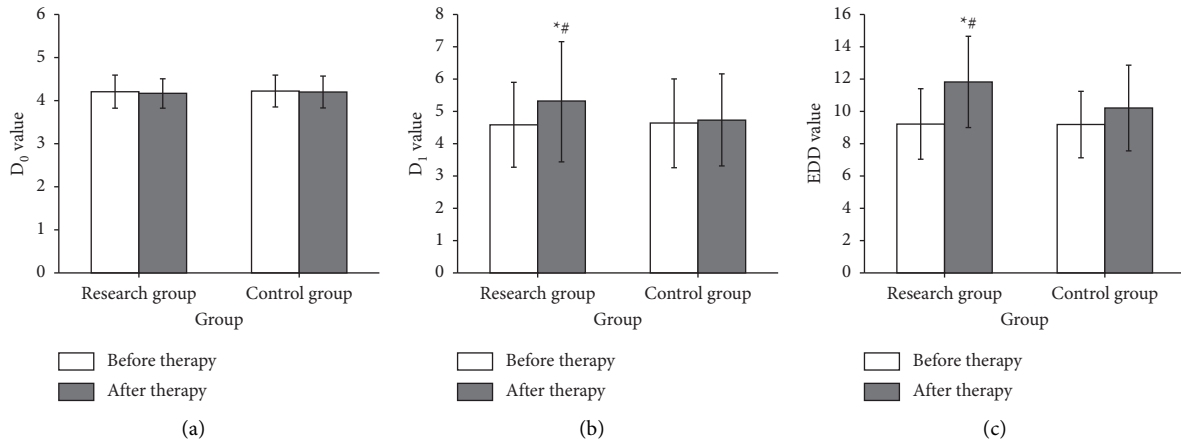 6
5
4
3
2
1
0
D0 value
Research group Control group
Group
Before therapy
After therapy
(a)
8
7
6
5
4
3
2
1
0
D1 value
*#
Research group Control group
Group
Before therapy
After therapy
(b)
16
14
12
10
8
6
4
2
0
EDD value
*#
Research group Control group
Group
Before therapy
After therapy
(c)